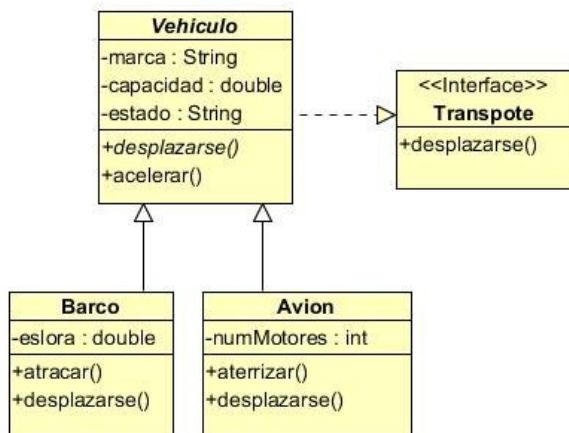 Vehiculo
-marca : String
-capacidad : double
-estado : String
+desplazarse()
+acelerar()
<<Interface>>
Transpote
+desplazarse()
Barco
-eslora : double
+atracar()
+desplazarse()
Avion
-numMotores : int
+aterrizar()
+desplazarse()